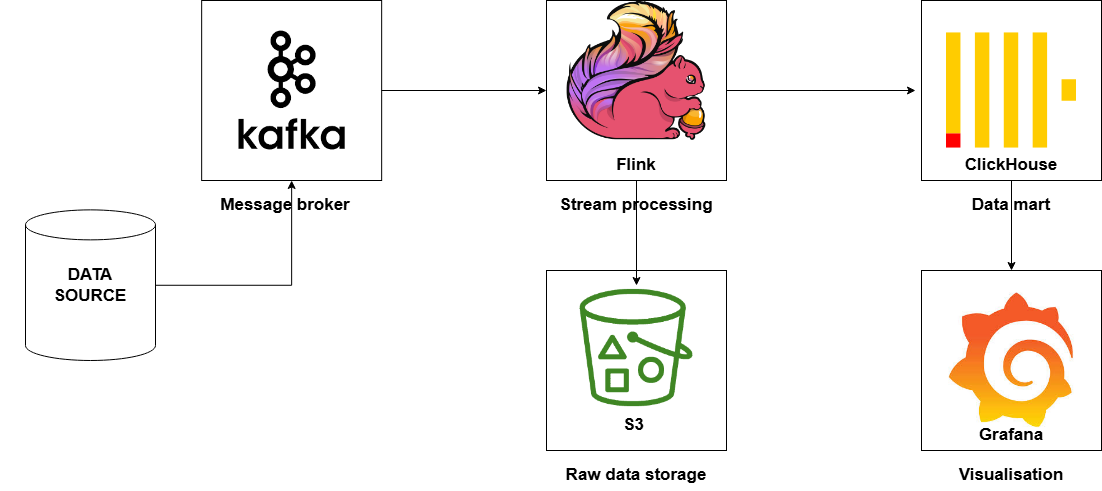 kafka
Message broker
Flink
Stream processing
ClickHouse
Data mart
DATA
SOURCE
S3
Raw data storage
Grafana
Visualisation